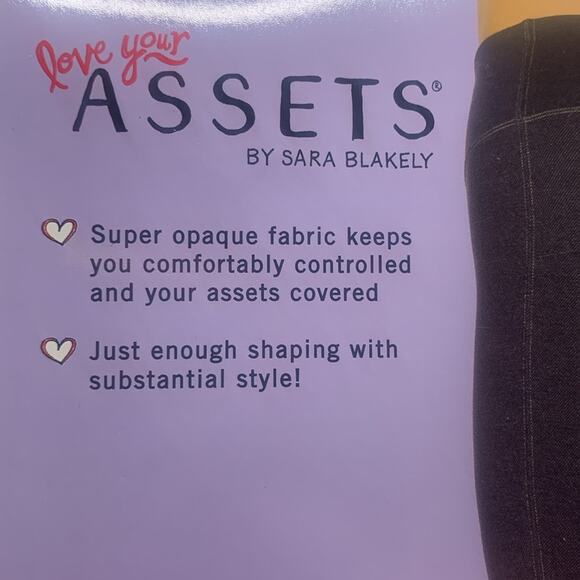 love your
ASSETS®
BY SARA BLAKELY
Super opaque fabric keeps
you comfortably controlled
and your assets covered
Just enough shaping with
substantial style!